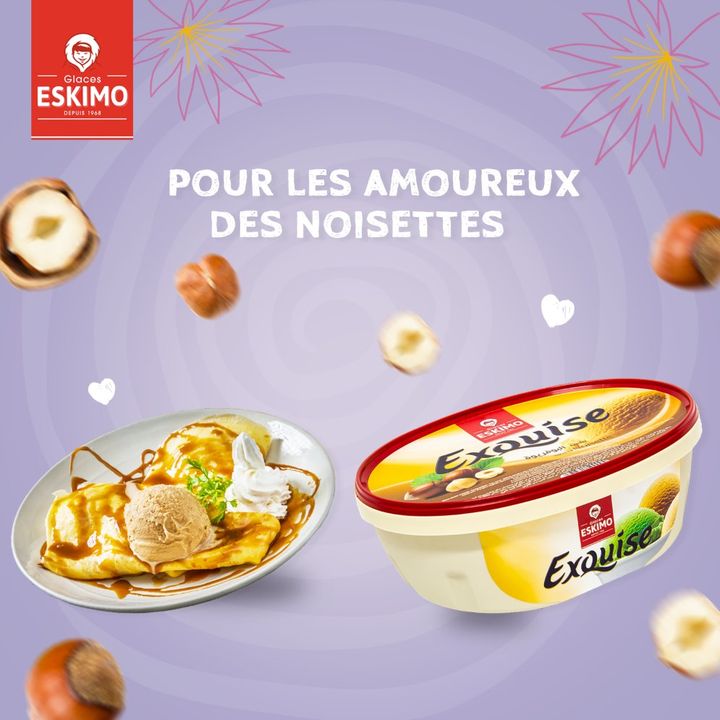 Glaces
ESKIMO
DEPUIS 1968
POUR LES AMOUREUX
DES NOISETTES
ESKIMO
Exquise
ESKIMO
Exquise